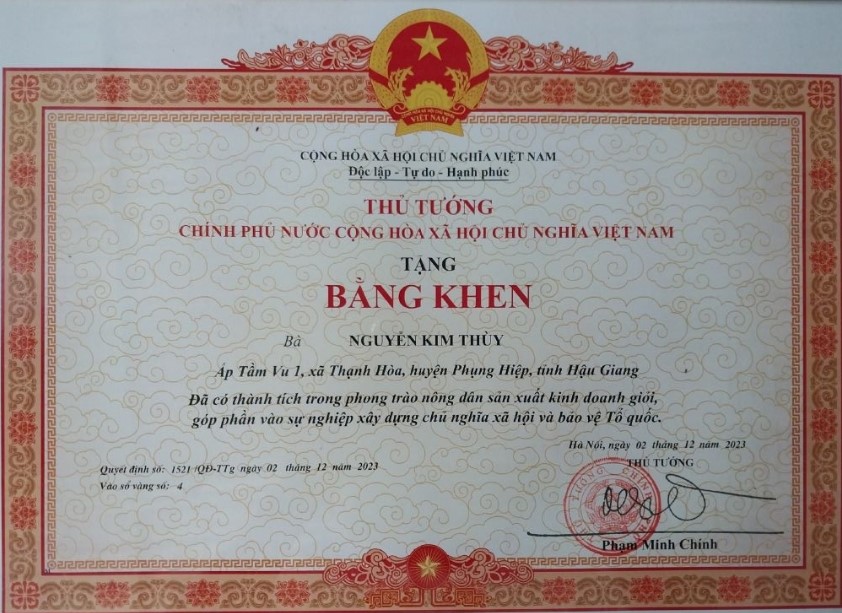 VIỆT NAM
CỘNG HÒA XÃ HỘI CHỦ NGHĨA VIỆT NAM
Độc lập - Tự do - Hạnh phúc
THỦ TƯỚNG
CHÍNH PHỦ NƯỚC CỘNG HÒA XÃ HỘI CHỦ NGHĨA VIỆT NAM
TẶNG
BẰNG KHEN
Bà NGUYỄN KIM THÙY
Ấp Tầm Vu 1, xã Thạnh Hòa, huyện Phụng Hiệp, tỉnh Hậu Giang
Đã có thành tích trong phong trào nông dân sản xuất kinh doanh giỏi,
góp phần vào sự nghiệp xây dựng chủ nghĩa xã hội và bảo vệ Tổ quốc.
Hà Nội, ngày 02 tháng 12 năm 2023
Quyết định số: 1521 /QĐ-TTg ngày 02 tháng 12 năm 2023
THỦ TƯỚNG
Vào sổ vàng số: 4
Phạm Minh Chính